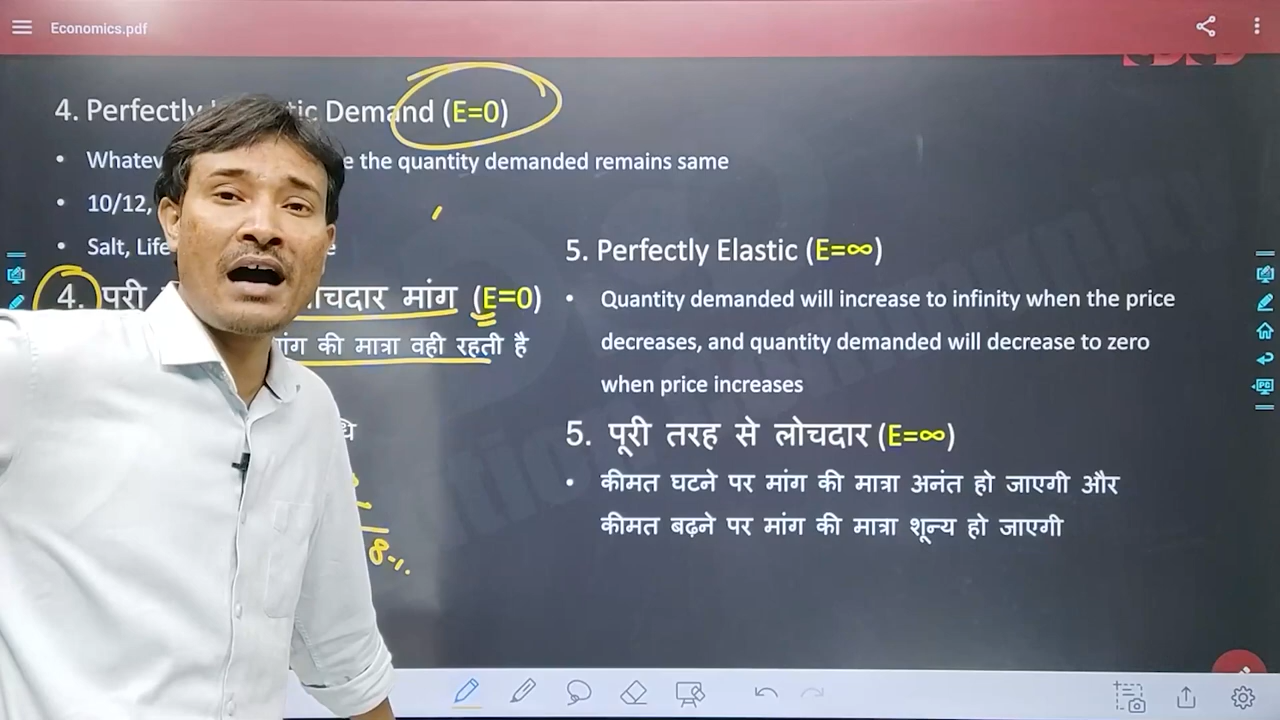 Economics.pdf
4. Perfectly tic Demand (E=0)
Whatev e the quantity demanded remains same
10/12,
Salt, Life e
4. पूरी लोचदार मांग (E=0)
मांग की मात्रा वही रहती है
धि
8-1.
5. Perfectly Elastic (E=∞)
Quantity demanded will increase to infinity when the price
decreases, and quantity demanded will decrease to zero
when price increases
5. पूरी तरह से लोचदार (E=∞)
कीमत घटने पर मांग की मात्रा अनंत हो जाएगी और
कीमत बढ़ने पर मांग की मात्रा शून्य हो जाएगी